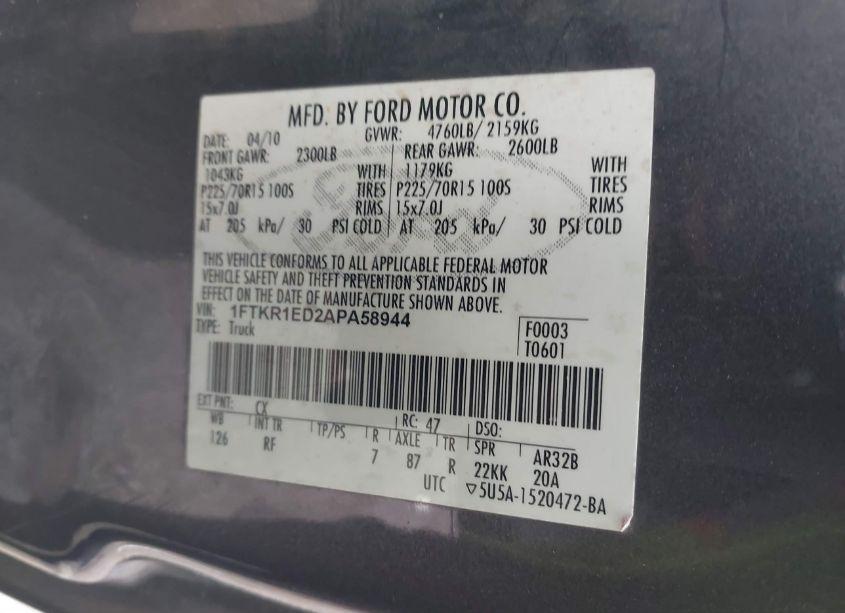 MFD. BY FORD MOTOR CO.
DATE: 04/10 GVWR: 4760LB/ 2159KG
FRONT GAWR: 2300LB REAR GAWR: 2600LB
1043KG WITH 1179KG WITH
P225/70R15 100S TIRES P225/70R15 100S TIRES
15x7.0J RIMS 15x7.0J RIMS
AT 205 kPa/ 30 PSI COLD AT 205 kPa/ 30 PSI COLD
THIS VEHICLE CONFORMS TO ALL APPLICABLE FEDERAL MOTOR
VEHICLE SAFETY AND THEFT PREVENTION STANDARDS IN
EFFECT ON THE DATE OF MANUFACTURE SHOWN ABOVE.
VIN: 1FTKR1ED2APA58944
TYPE: Truck
F0003
T0601
EXT PNT: CX RC: 47 DSO:
WB INT TR TP/PS R AXLE TR SPR AR32B
126 RF 7 87 R 22KK 20A
UTC ▽5U5A-1520472-BA